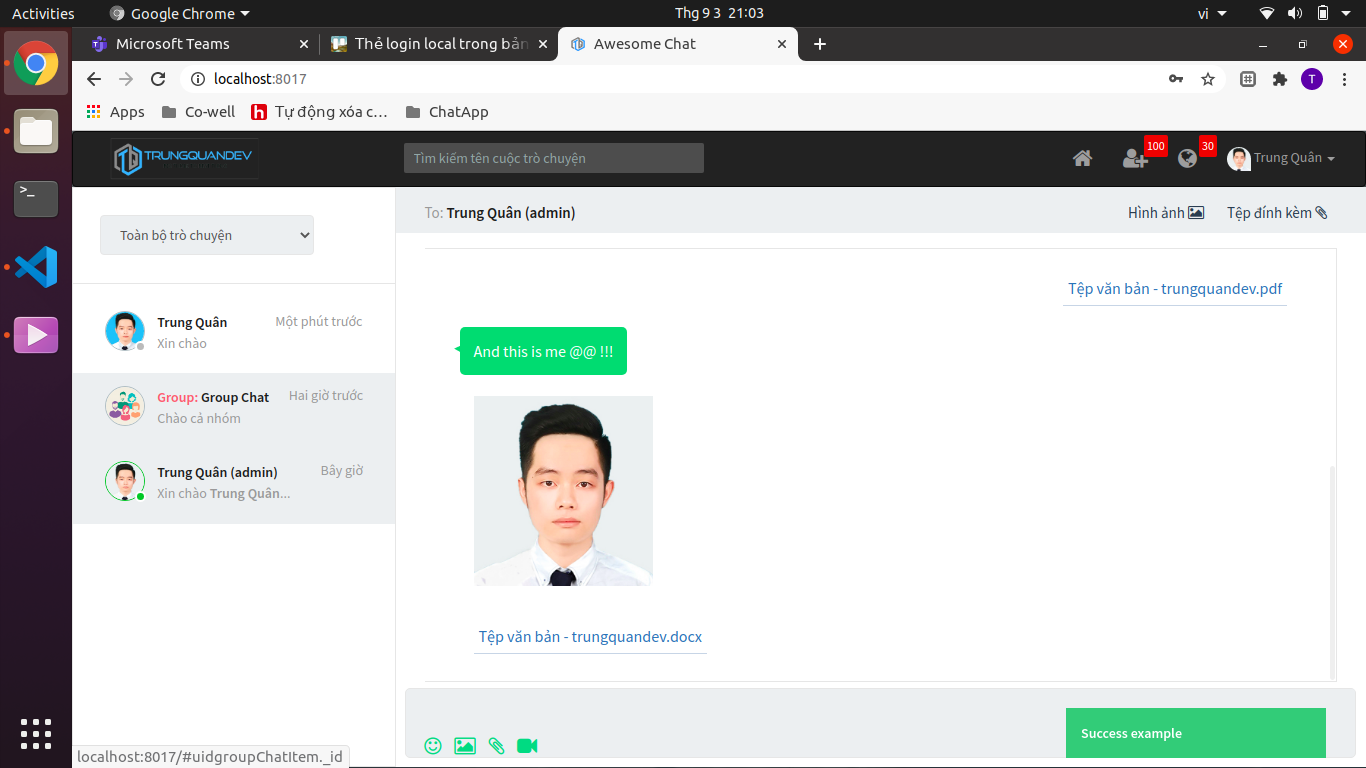 Activities
Google Chrome
Thg 9 3 21:03
vi
Microsoft Teams
Thẻ login local trong bản
Awesome Chat
localhost:8017
T
Apps
Co-well
h
Tự động xóa c…
ChatApp
TRUNGQUANDEV
Tìm kiếm tên cuộc trò chuyện
100
30
Trung Quân
Toàn bộ trò chuyện
To: Trung Quân (admin)
Hình ảnh
Tệp đính kèm
Trung Quân
Một phút trước
Xin chào
Group: Group Chat
Hai giờ trước
Chào cả nhóm
Trung Quân (admin)
Bây giờ
Xin chào Trung Quân...
Tệp văn bản - trungquandev.pdf
And this is me @@ !!!
Tệp văn bản - trungquandev.docx
Success example
localhost:8017/#uidgroupChatItem._id